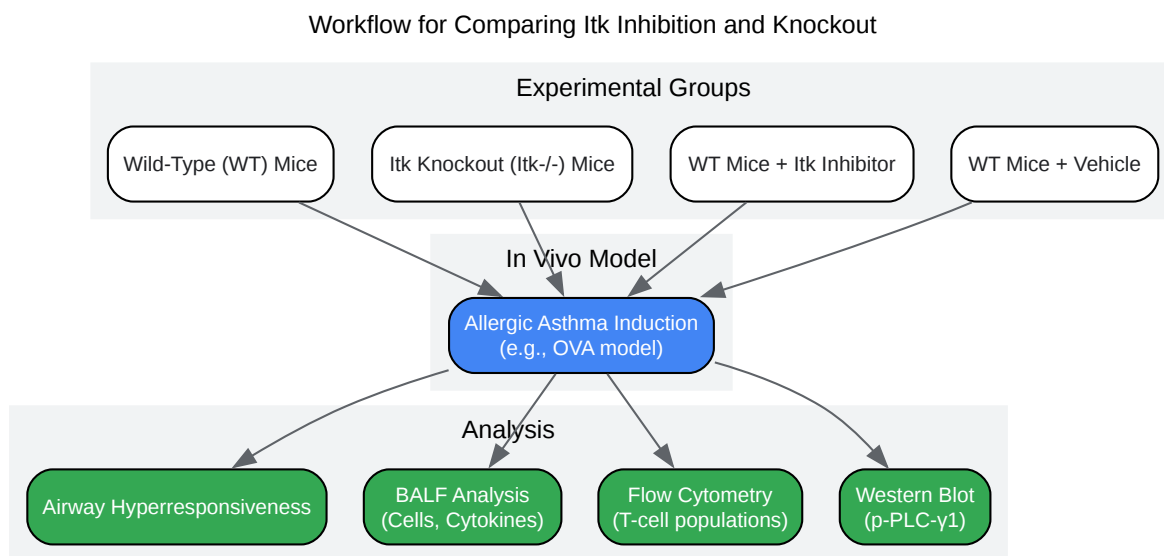 Workflow for Comparing Itk Inhibition and Knockout
Experimental Groups
Wild-Type (WT) Mice
Itk Knockout (Itk-/-) Mice
WT Mice + Itk Inhibitor
WT Mice + Vehicle
In Vivo Model
Allergic Asthma Induction
(e.g., OVA model)
Analysis
Airway Hyperresponsiveness
BALF Analysis
(Cells, Cytokines)
Flow Cytometry
(T-cell populations)
Western Blot
(p-PLC-γ1)